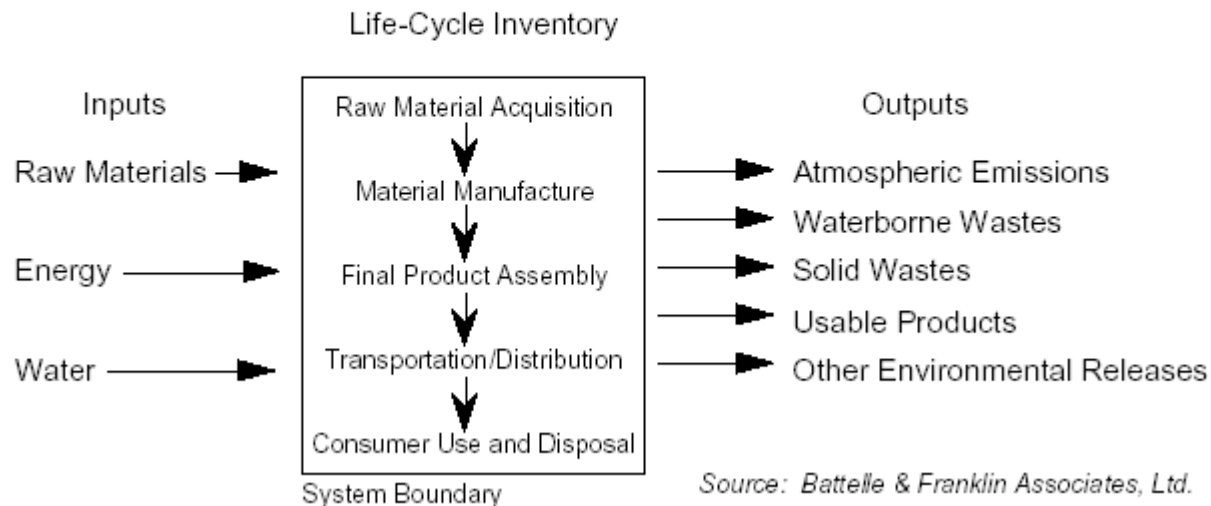 Life-Cycle Inventory
Inputs
Raw Materials
Energy
Water
Raw Material Acquisition
Material Manufacture
Final Product Assembly
Transportation/Distribution
Consumer Use and Disposal
System Boundary
Outputs
Atmospheric Emissions
Waterborne Wastes
Solid Wastes
Usable Products
Other Environmental Releases
Source: Battelle & Franklin Associates, Ltd.